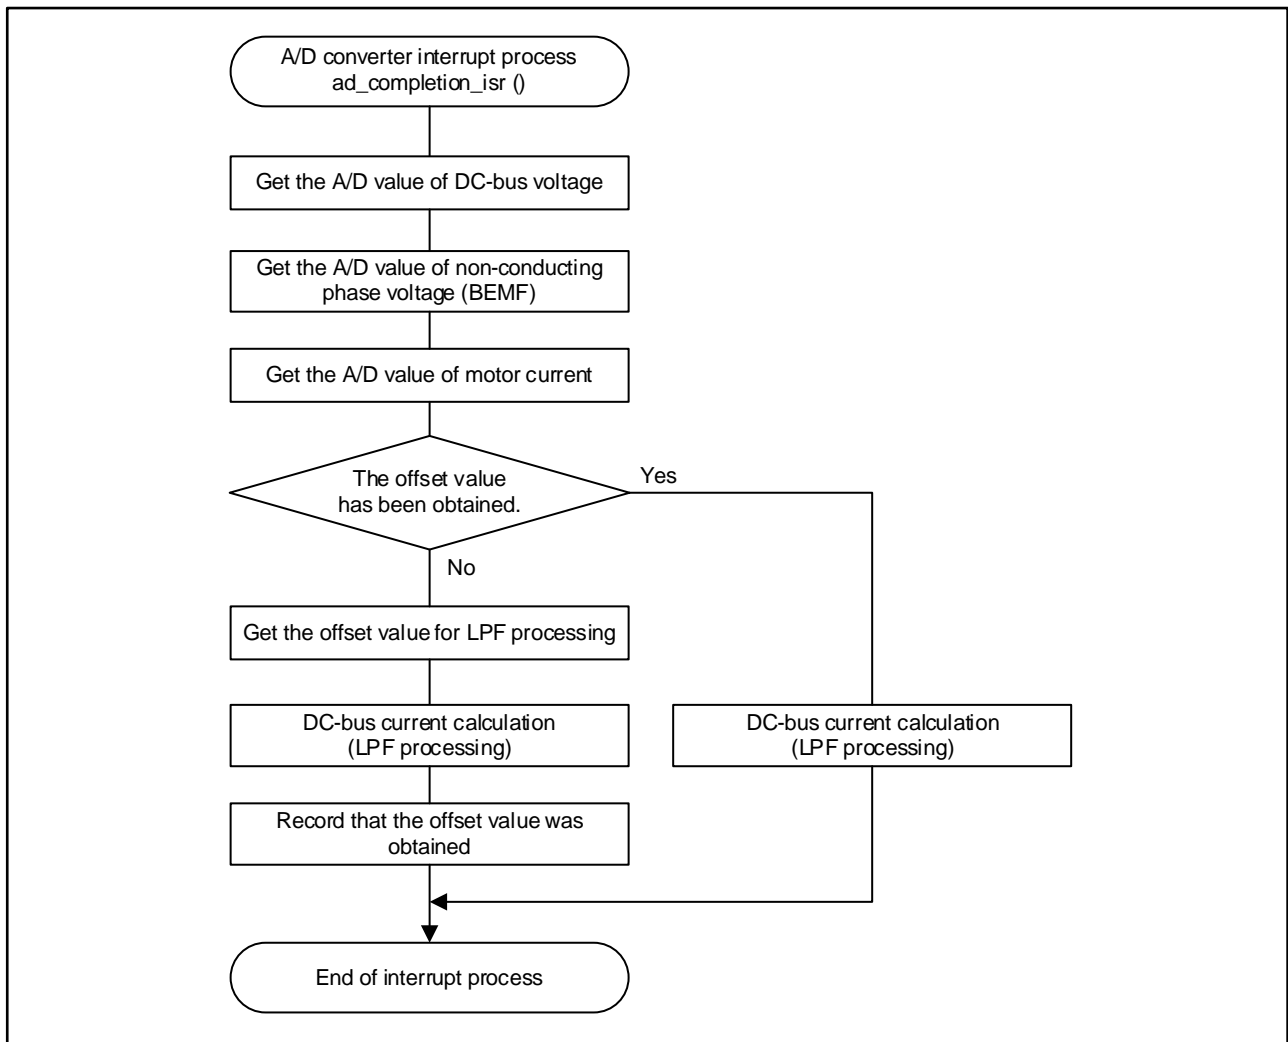 A/D converter interrupt process
ad_completion_isr ()
Get the A/D value of DC-bus voltage
Get the A/D value of non-conducting
phase voltage (BEMF)
Get the A/D value of motor current
The offset value
has been obtained.
Yes
No
Get the offset value for LPF processing
DC-bus current calculation
(LPF processing)
DC-bus current calculation
(LPF processing)
Record that the offset value was
obtained
End of interrupt process